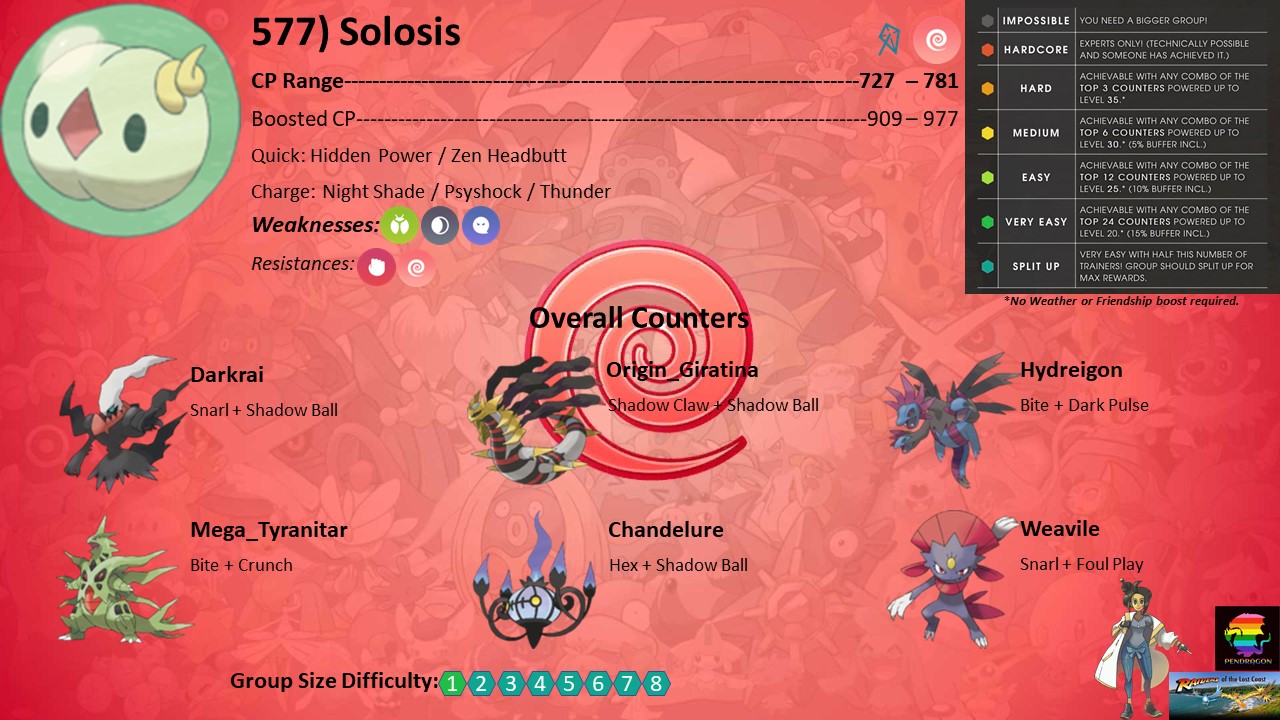 577) Solosis
CP Range--------------------------------------------------------------------------727 – 781
Boosted CP-------------------------------------------------------------------------909 – 977
Quick: Hidden Power / Zen Headbutt
Charge: Night Shade / Psyshock / Thunder
Weaknesses:
Resistances:
IMPOSSIBLE YOU NEED A BIGGER GROUP!
HARDCORE EXPERTS ONLY! (TECHNICALLY POSSIBLE
AND SOMEONE HAS ACHIEVED IT.)
HARD ACHIEVABLE WITH ANY COMBO OF THE
TOP 3 COUNTERS POWERED UP TO
LEVEL 35.*
MEDIUM ACHIEVABLE WITH ANY COMBO OF THE
TOP 6 COUNTERS POWERED UP TO
LEVEL 30.* (5% BUFFER INCL.)
EASY ACHIEVABLE WITH ANY COMBO OF THE
TOP 12 COUNTERS POWERED UP TO
LEVEL 25.* (10% BUFFER INCL.)
VERY EASY ACHIEVABLE WITH ANY COMBO OF THE
TOP 24 COUNTERS POWERED UP TO
LEVEL 20.* (15% BUFFER INCL.)
SPLIT UP VERY EASY WITH HALF THIS NUMBER OF
TRAINERS! GROUP SHOULD SPLIT UP FOR
MAX REWARDS.
*No Weather or Friendship boost required.
Overall Counters
Darkrai
Snarl + Shadow Ball
Origin_Giratina
Shadow Claw + Shadow Ball
Hydreigon
Bite + Dark Pulse
Mega_Tyranitar
Bite + Crunch
Chandelure
Hex + Shadow Ball
Weavile
Snarl + Foul Play
Group Size Difficulty: 1 2 3 4 5 6 7 8
PENDRAGON
RAIDERS of the Lost Coast